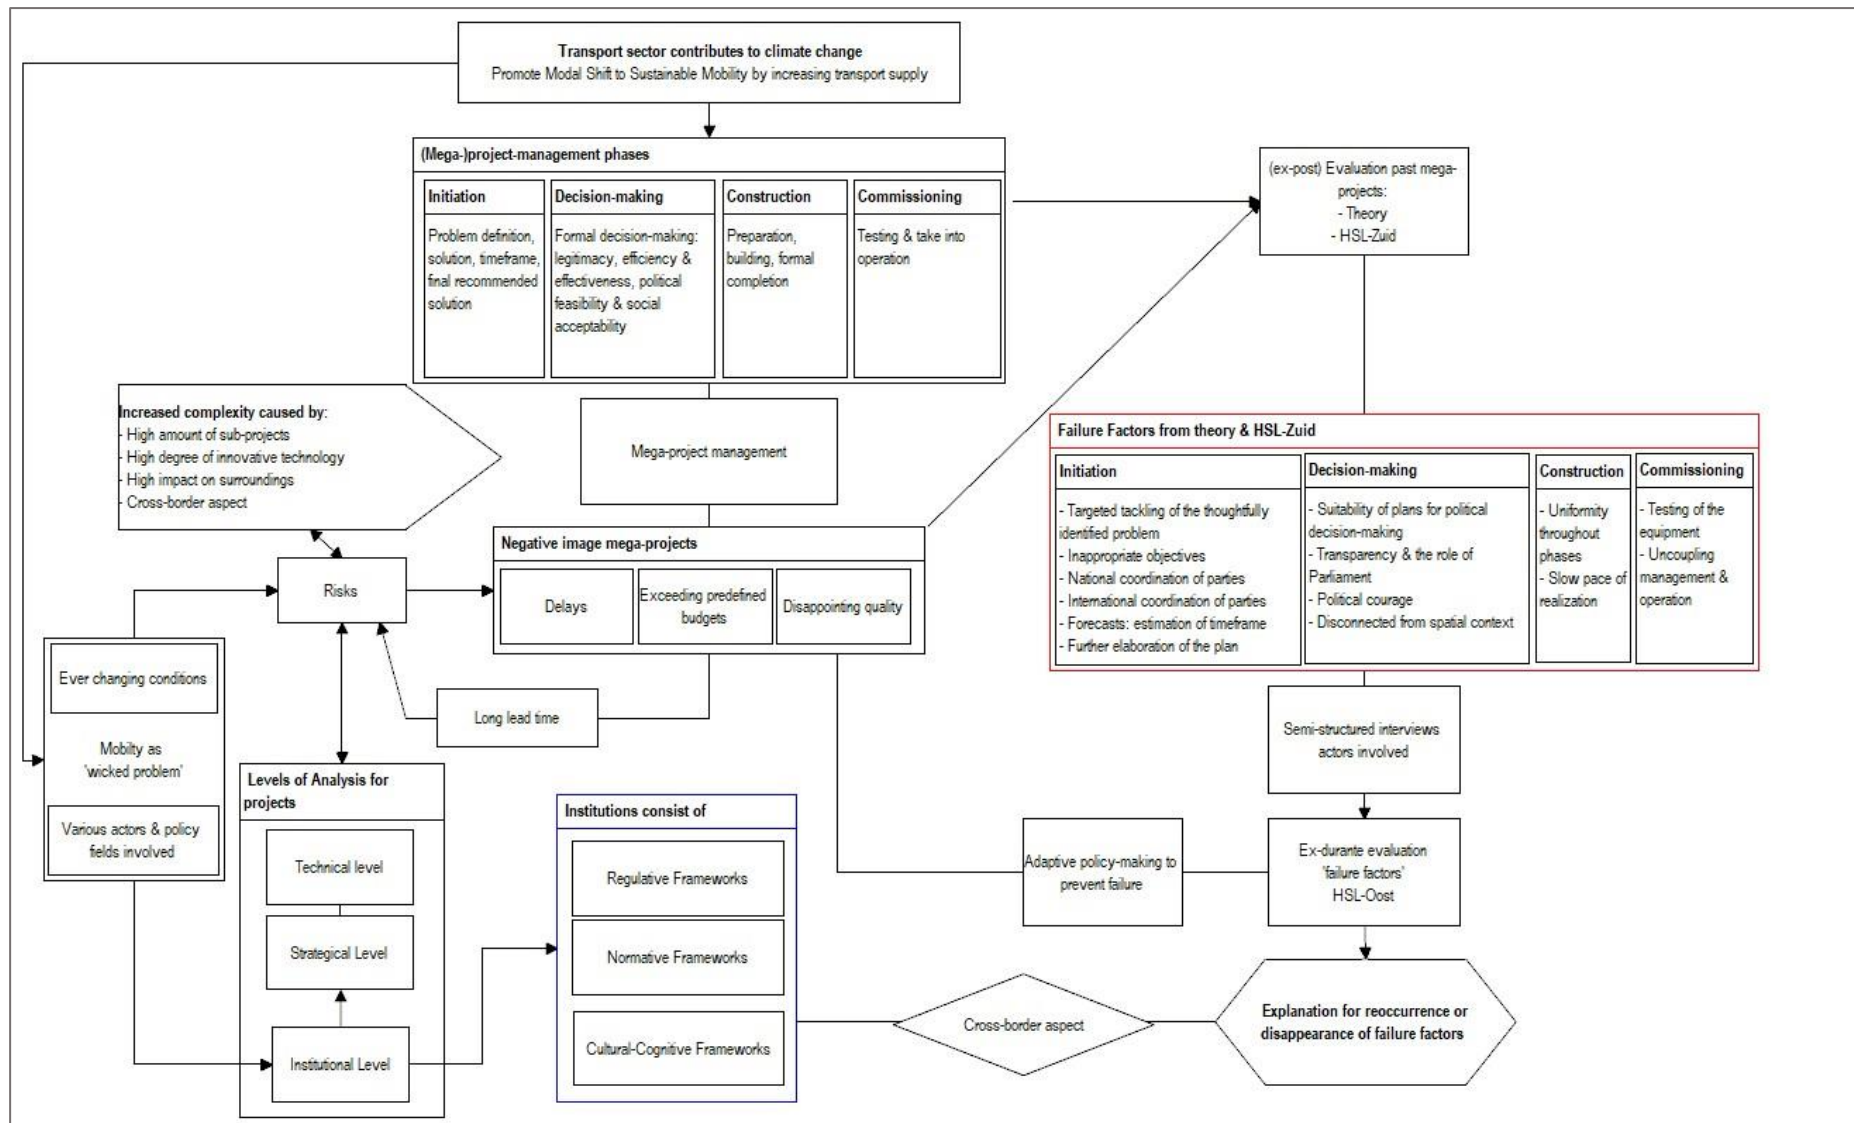 Transport sector contributes to climate change
Promote Modal Shift to Sustainable Mobility by increasing transport supply
(Mega-)project-management phases
Initiation
Problem definition,
solution, timeframe,
final recommended
solution
Decision-making
Formal decision-making:
legitimacy, efficiency &
effectiveness, political
feasibility & social
acceptability
Construction
Preparation,
building, formal
completion
Commissioning
Testing & take into
operation
(ex-post) Evaluation past mega-
projects:
- Theory
- HSL-Zuid
Increased complexity caused by:
- High amount of sub-projects
- High degree of innovative technology
- High impact on surroundings
- Cross-border aspect
Mega-project management
Failure Factors from theory & HSL-Zuid
Initiation
- Targeted tackling of the thoughtfully
identified problem
- Inappropriate objectives
- National coordination of parties
- International coordination of parties
- Forecasts: estimation of timeframe
- Further elaboration of the plan
Decision-making
- Suitability of plans for political
decision-making
- Transparency & the role of
Parliament
- Political courage
- Disconnected from spatial context
Construction
- Uniformity
throughout
phases
- Slow pace of
realization
Commissioning
- Testing of the
equipment
- Uncoupling
management &
operation
Risks
Negative image mega-projects
Delays
Exceeding predefined
budgets
Disappointing quality
Ever changing conditions
Mobilty as
'wicked problem'
Various actors & policy
fields involved
Long lead time
Semi-structured interviews
actors involved
Levels of Analysis for
projects
Technical level
Strategical Level
Institutional Level
Institutions consist of
Regulative Frameworks
Normative Frameworks
Cultural-Cognitive Frameworks
Adaptive policy-making to
prevent failure
Ex-durante evaluation
'failure factors'
HSL-Oost
Cross-border aspect
Explanation for reoccurrence or
disappearance of failure factors